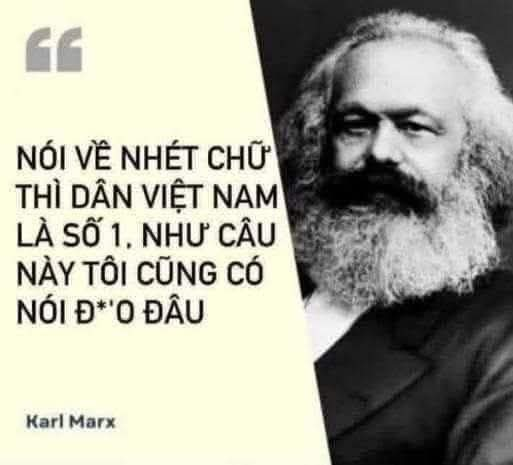 NÓI VỀ NHÉT CHỮ
THÌ DÂN VIỆT NAM
LÀ SỐ 1, NHƯ CÂU
NÀY TÔI CŨNG CÓ
NÓI Đ*'O ĐÂU
Karl Marx